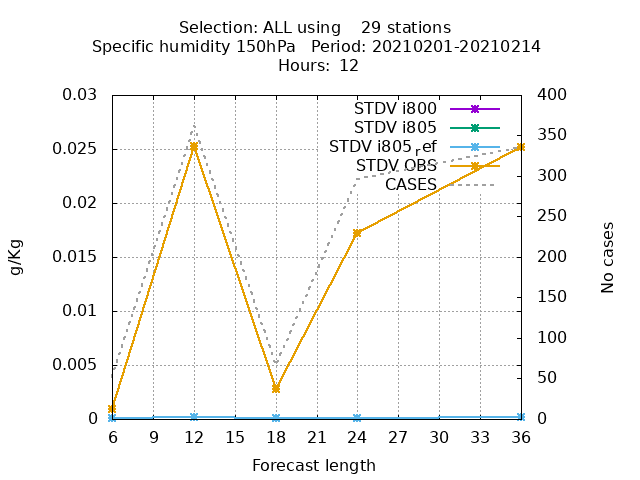 Selection: ALL using    29 stations
Specific humidity 150hPa   Period: 20210201-20210214
Hours:  12
0.03
0.025
0.02
0.015
0.01
0.005
0
g/Kg
STDV i800
STDV i805
STDV i805 ref
STDV OBS
CASES
400
350
300
250
200
150
100
50
0
No cases
6 9 12 15 18 21 24 27 30 33 36
Forecast length